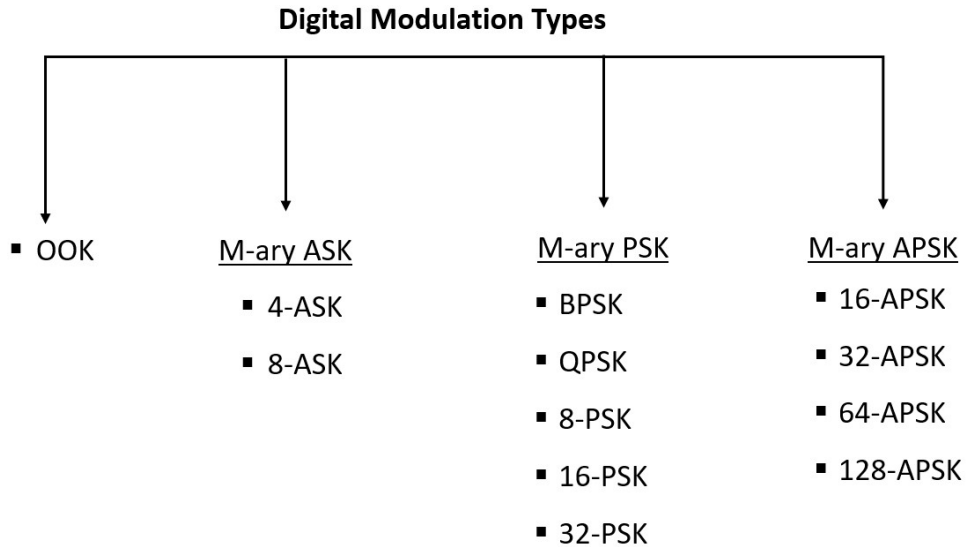 Digital Modulation Types
▪ OOK
M-ary ASK
▪ 4-ASK
▪ 8-ASK
M-ary PSK
▪ BPSK
▪ QPSK
▪ 8-PSK
▪ 16-PSK
▪ 32-PSK
M-ary APSK
▪ 16-APSK
▪ 32-APSK
▪ 64-APSK
▪ 128-APSK